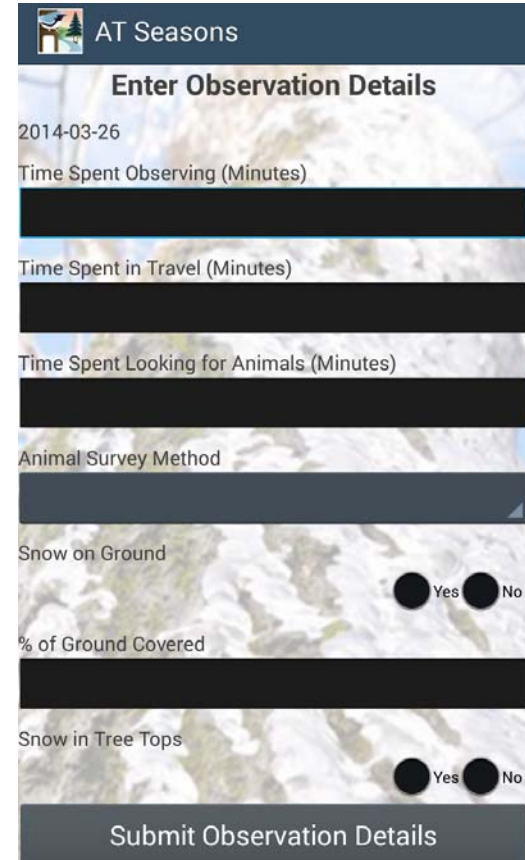 AT Seasons
Enter Observation Details
2014-03-26
Time Spent Observing (Minutes)
Time Spent in Travel (Minutes)
Time Spent Looking for Animals (Minutes)
Animal Survey Method
Snow on Ground
Yes No
% of Ground Covered
Snow in Tree Tops
Yes No
Submit Observation Details